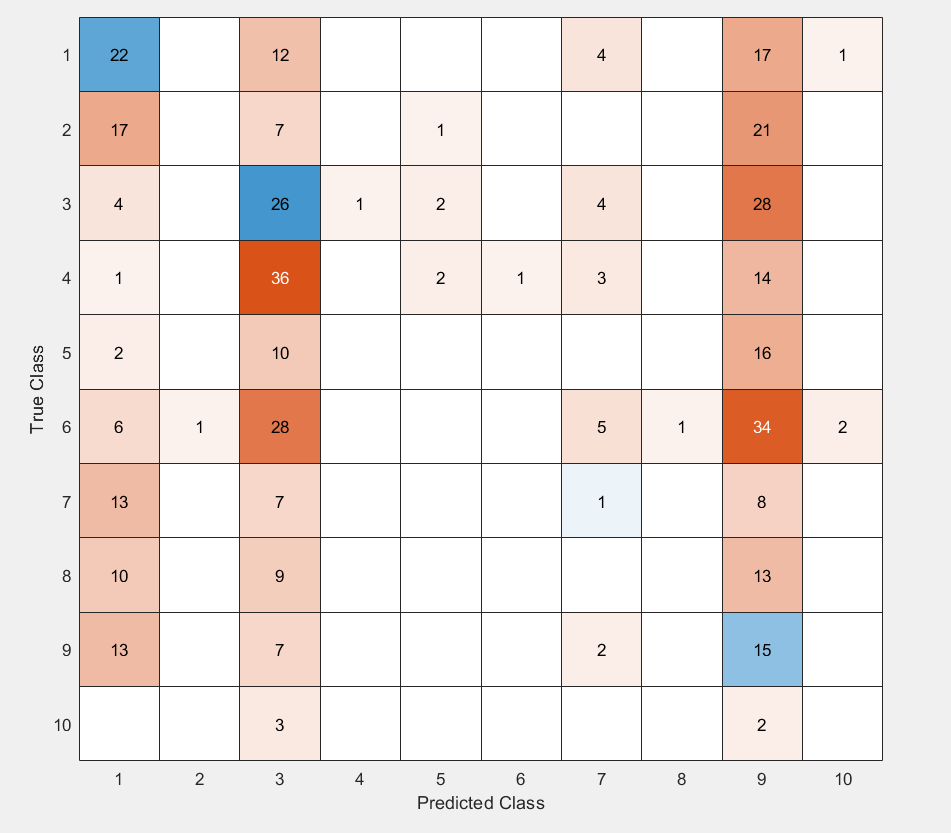 1 22 12 4 17 1
2 17 7 1 21
3 4 26 1 2 4 28
4 1 36 2 1 3 14
5 2 10 16
6 6 1 28 5 1 34 2
7 13 7 1 8
8 10 9 13
9 13 7 2 15
10 3 2
True Class
1 2 3 4 5 6 7 8 9 10
Predicted Class